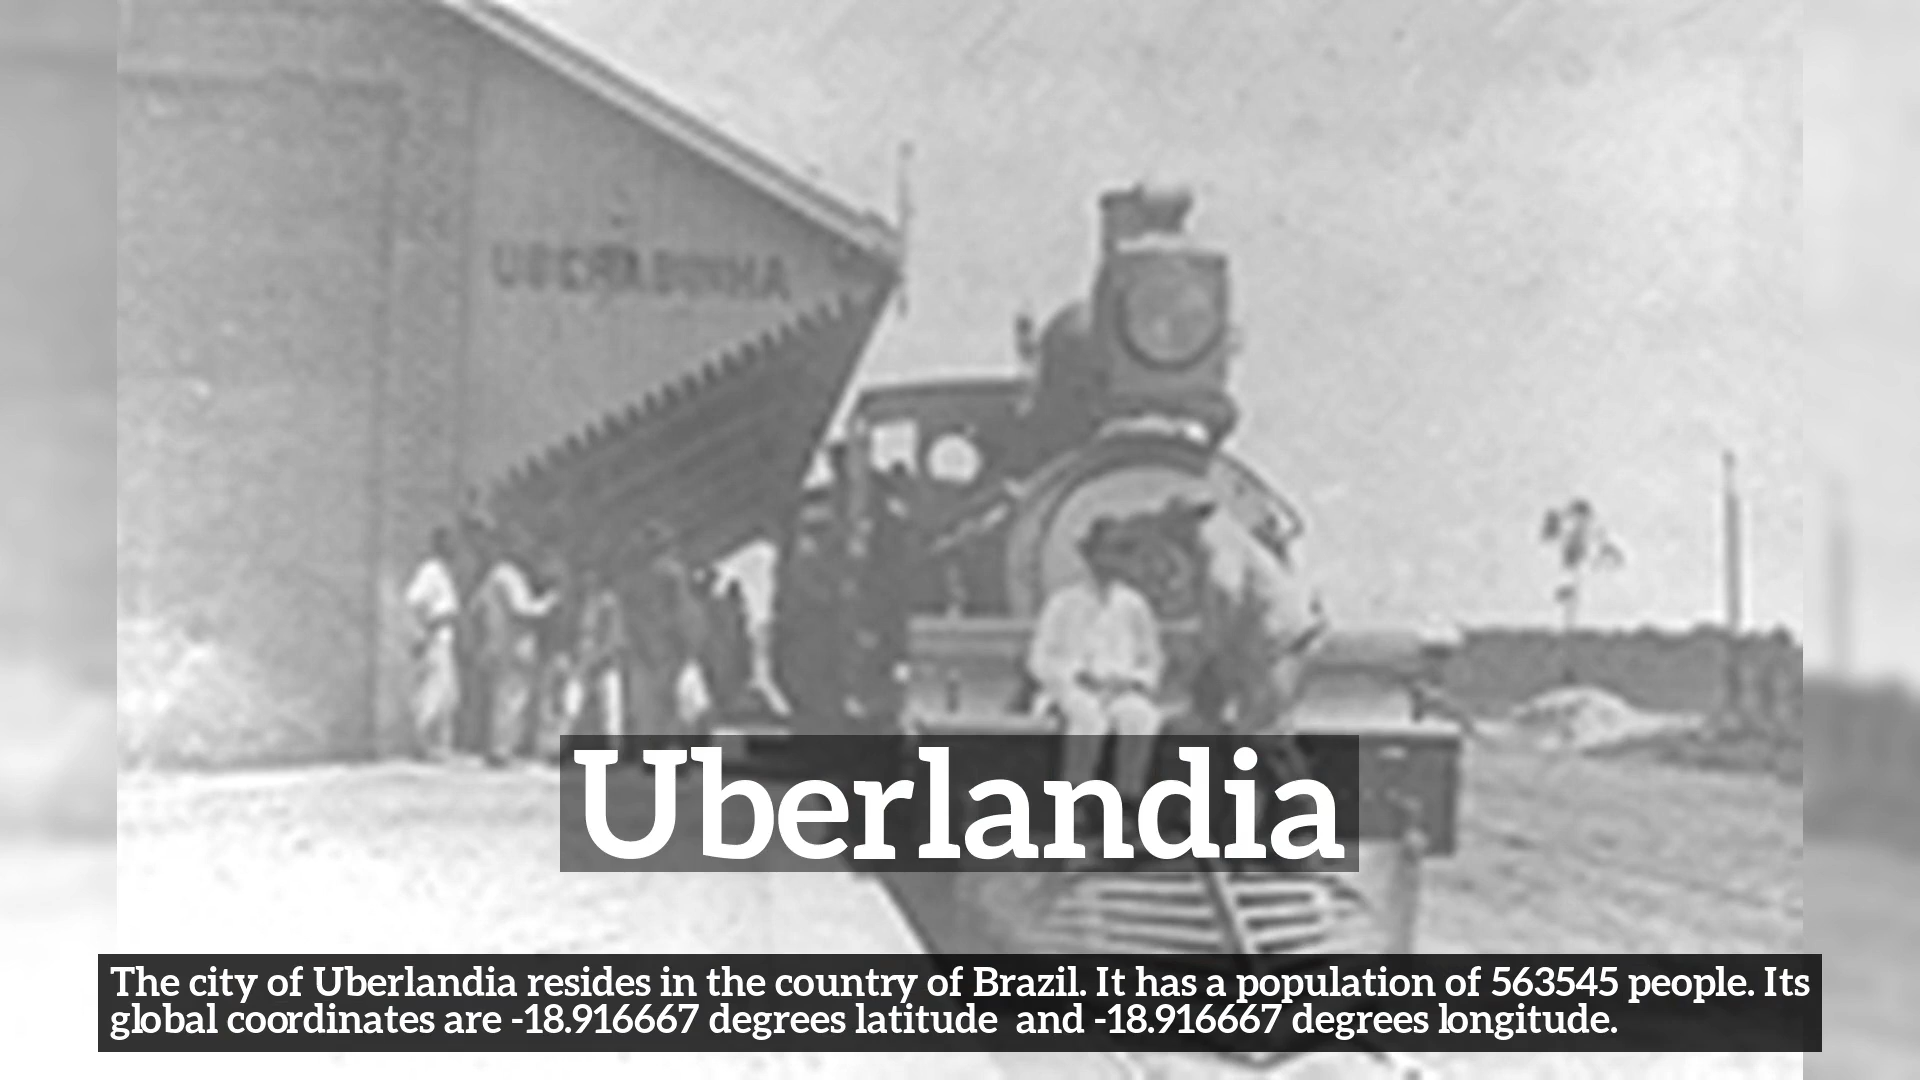 UBERABINHA
Uberlandia
The city of Uberlandia resides in the country of Brazil. It has a population of 563545 people. Its
global coordinates are -18.916667 degrees latitude  and -18.916667 degrees longitude.